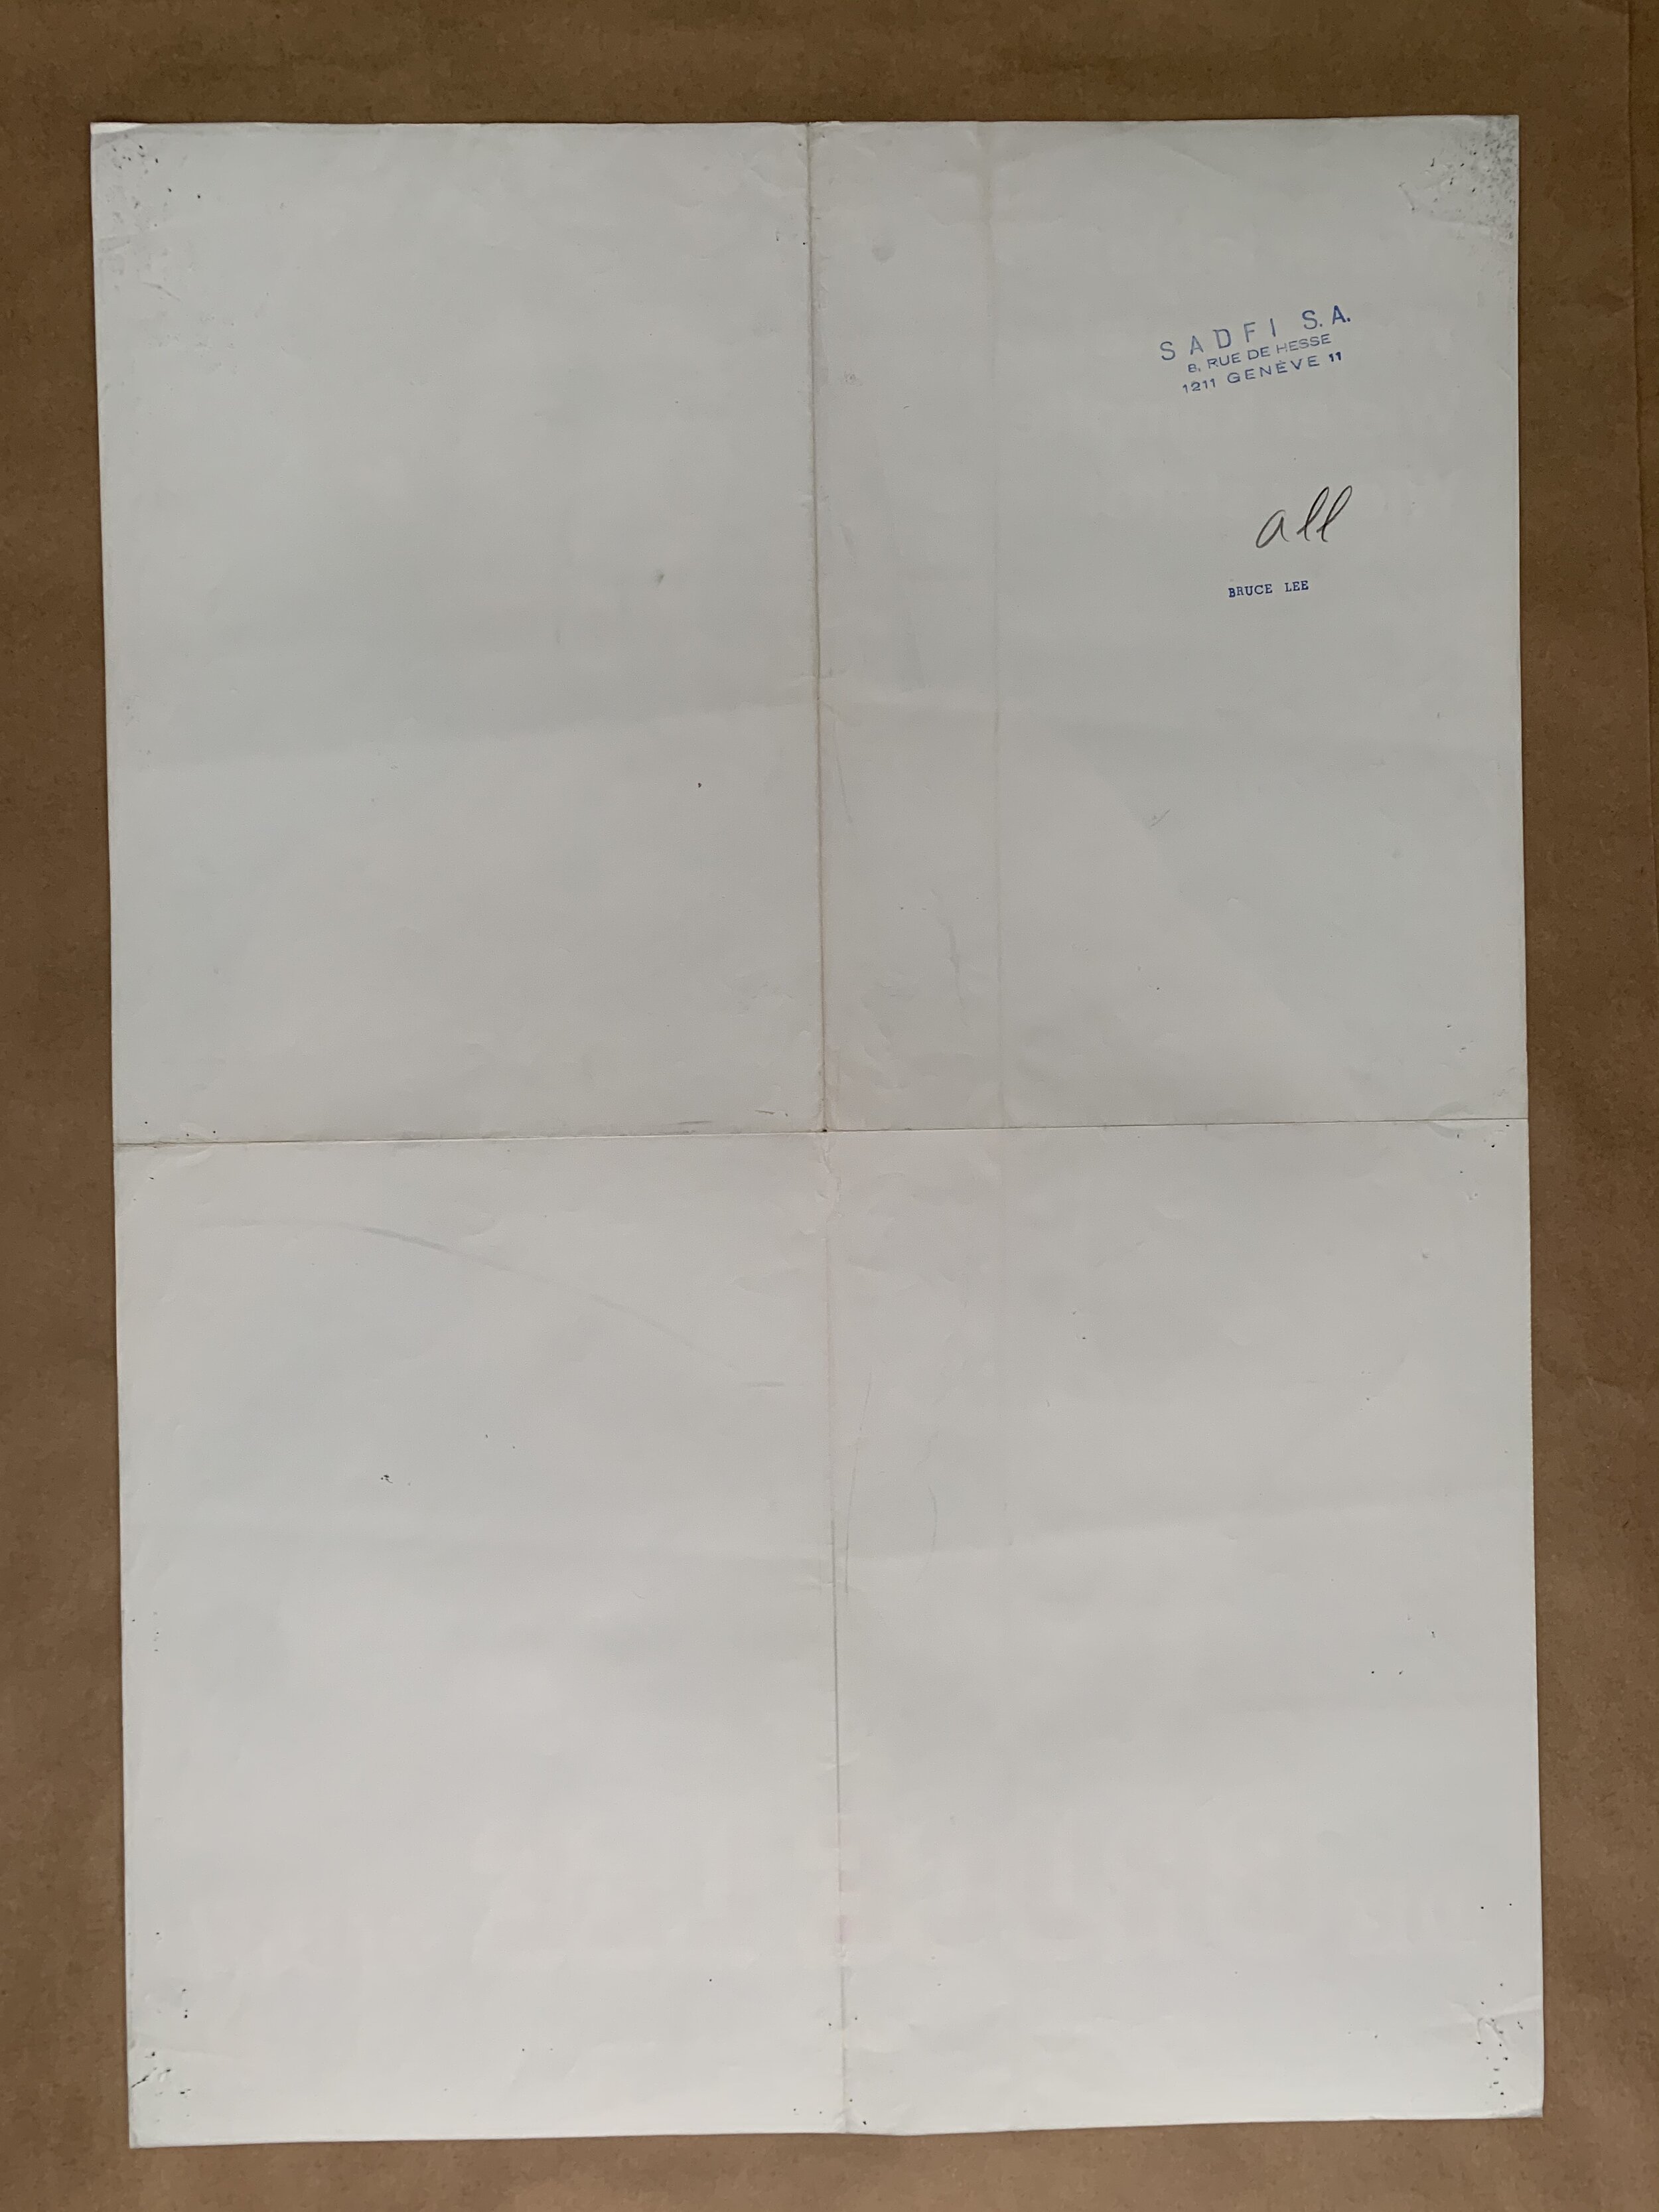 SADFI S.A.
8, RUE DE HESSE
1211 GENÈVE 11
all
BRUCE LEE